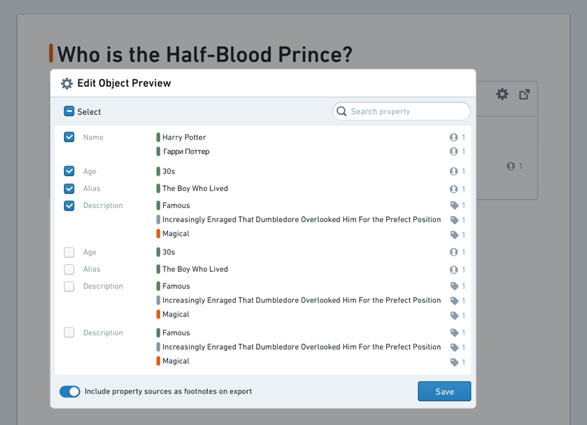 Who is the Half-Blood Prince?
Edit Object Preview
Select
Search property
Name Harry Potter 1
Гарри Поттер 1
Age 30s 1
Alias The Boy Who Lived 1
Description Famous 1
Increasingly Enraged That Dumbledore Overlooked Him For the Prefect Position 1
Magical 1
Age 30s 1
Alias The Boy Who Lived 1
Description Famous 1
Increasingly Enraged That Dumbledore Overlooked Him For the Prefect Position 1
Magical 1
Description Famous 1
Increasingly Enraged That Dumbledore Overlooked Him For the Prefect Position 1
Magical 1
1
Include property sources as footnotes on export
Save